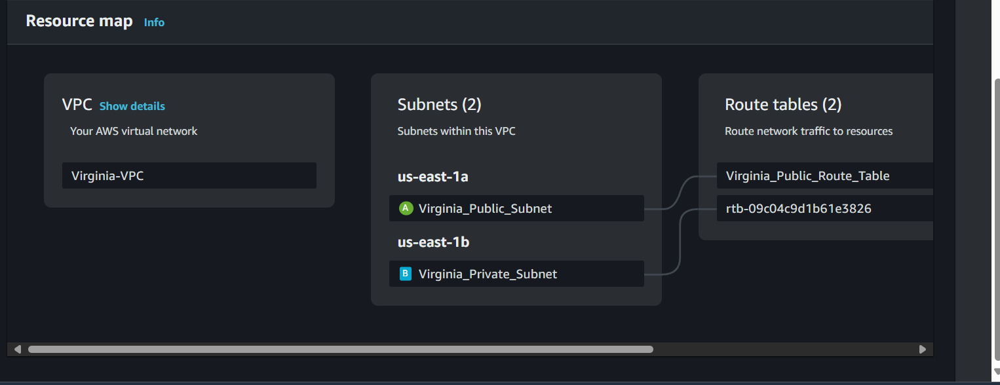 Resource map Info
VPC Show details
Your AWS virtual network
Virginia-VPC
Subnets (2)
Subnets within this VPC
us-east-1a
A Virginia_Public_Subnet
us-east-1b
B Virginia_Private_Subnet
Route tables (2)
Route network traffic to resources
Virginia_Public_Route_Table
rtb-09c04c9d1b61e3826